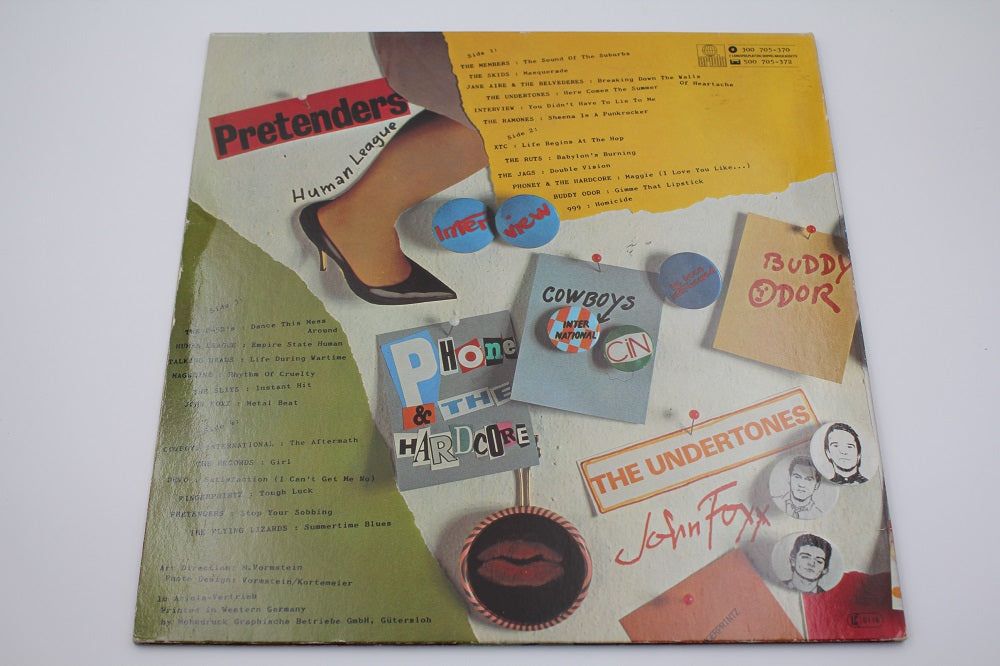 Side 1:
THE MEMBERS : The Sound Of The Suburbs
THE SKIDS : Masquerade
JANE AIRE & THE BELVEDERES : Breaking Down The Walls
Of Heartache
THE UNDERTONES : Here Comes The Summer
INTERVIEW : You Didn't Have To Lie To Me
THE RAMONES : Sheena Is A Punkrocker
Side 2:
XTC : Life Begins At The Hop
THE RUTS : Babylon's Burning
THE JAGS : Double Vision
PHONEY & THE HARDCORE : Maggie (I Love You Like...)
BUDDY ODOR : Gimme That Lipstick
999 : Homicide
300 705-370
500 705-372
Pretenders
Human League
Inter
view
BUDDY
ODOR
COWBOYS
INTER
NATIONAL
CiN
Phone
& THE
HARDCORE
THE UNDERTONES
John Foxx
Side 3:
THE B-52's : Dance This Mess
Around
HUMAN LEAGUE : Empire State Human
TALKING HEADS : Life During Wartime
MAGAZINE : Rhythm Of Cruelty
THE SLITS : Instant Hit
JOHN FOXX : Metal Beat
Side 4:
COWBOYS INTERNATIONAL : The Aftermath
THE RECORDS : Girl
DEVO : Satisfaction (I Can't Get Me No)
FINGERPRINTZ : Tough Luck
PRETENDERS : Stop Your Sobbing
THE FLYING LIZARDS : Summertime Blues
Art Direction: M.Vormstein
Photo Design: Vormstein/Kortemeier
Im Ariola-Vertrieb
Printed in Western Germany
by Mohndruck Graphische Betriebe GmbH, Gütersloh